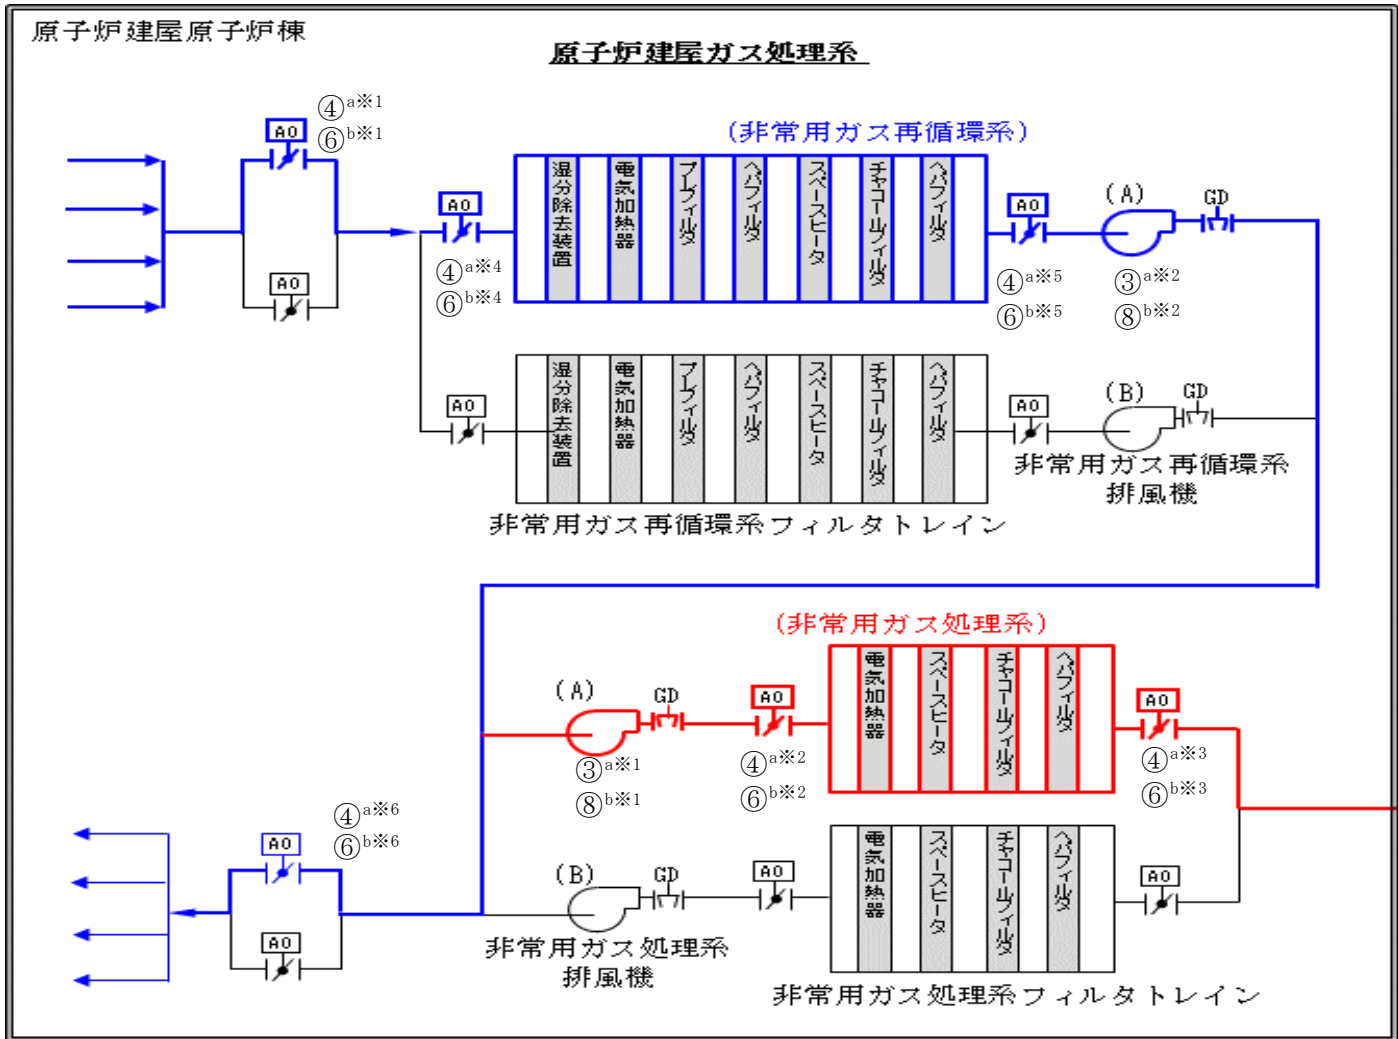 原子炉建屋原子炉棟
原子炉建屋ガス処理系
④a※1
⑥b※1
AO
AO
(非常用ガス再循環系)
AO
④a※4
⑥b※4
湿分除去装置
電気加熱器
プレフィルタ
ヘパフィルタ
スペースヒータ
チャコールフィルタ
ヘパフィルタ
AO
④a※5
⑥b※5
(A)
GD
③a※2
⑧b※2
AO
湿分除去装置
電気加熱器
プレフィルタ
ヘパフィルタ
スペースヒータ
チャコールフィルタ
ヘパフィルタ
AO
(B)
GD
非常用ガス再循環系
排風機
非常用ガス再循環系フィルタトレイン
(非常用ガス処理系)
(A)
GD
③a※1
⑧b※1
AO
④a※2
⑥b※2
電気加熱器
スペースヒータ
チャコールフィルタ
ヘパフィルタ
AO
④a※3
⑥b※3
④a※6
⑥b※6
AO
AO
(B)
GD
AO
電気加熱器
スペースヒータ
チャコールフィルタ
ヘパフィルタ
AO
非常用ガス処理系
排風機
非常用ガス処理系フィルタトレイン